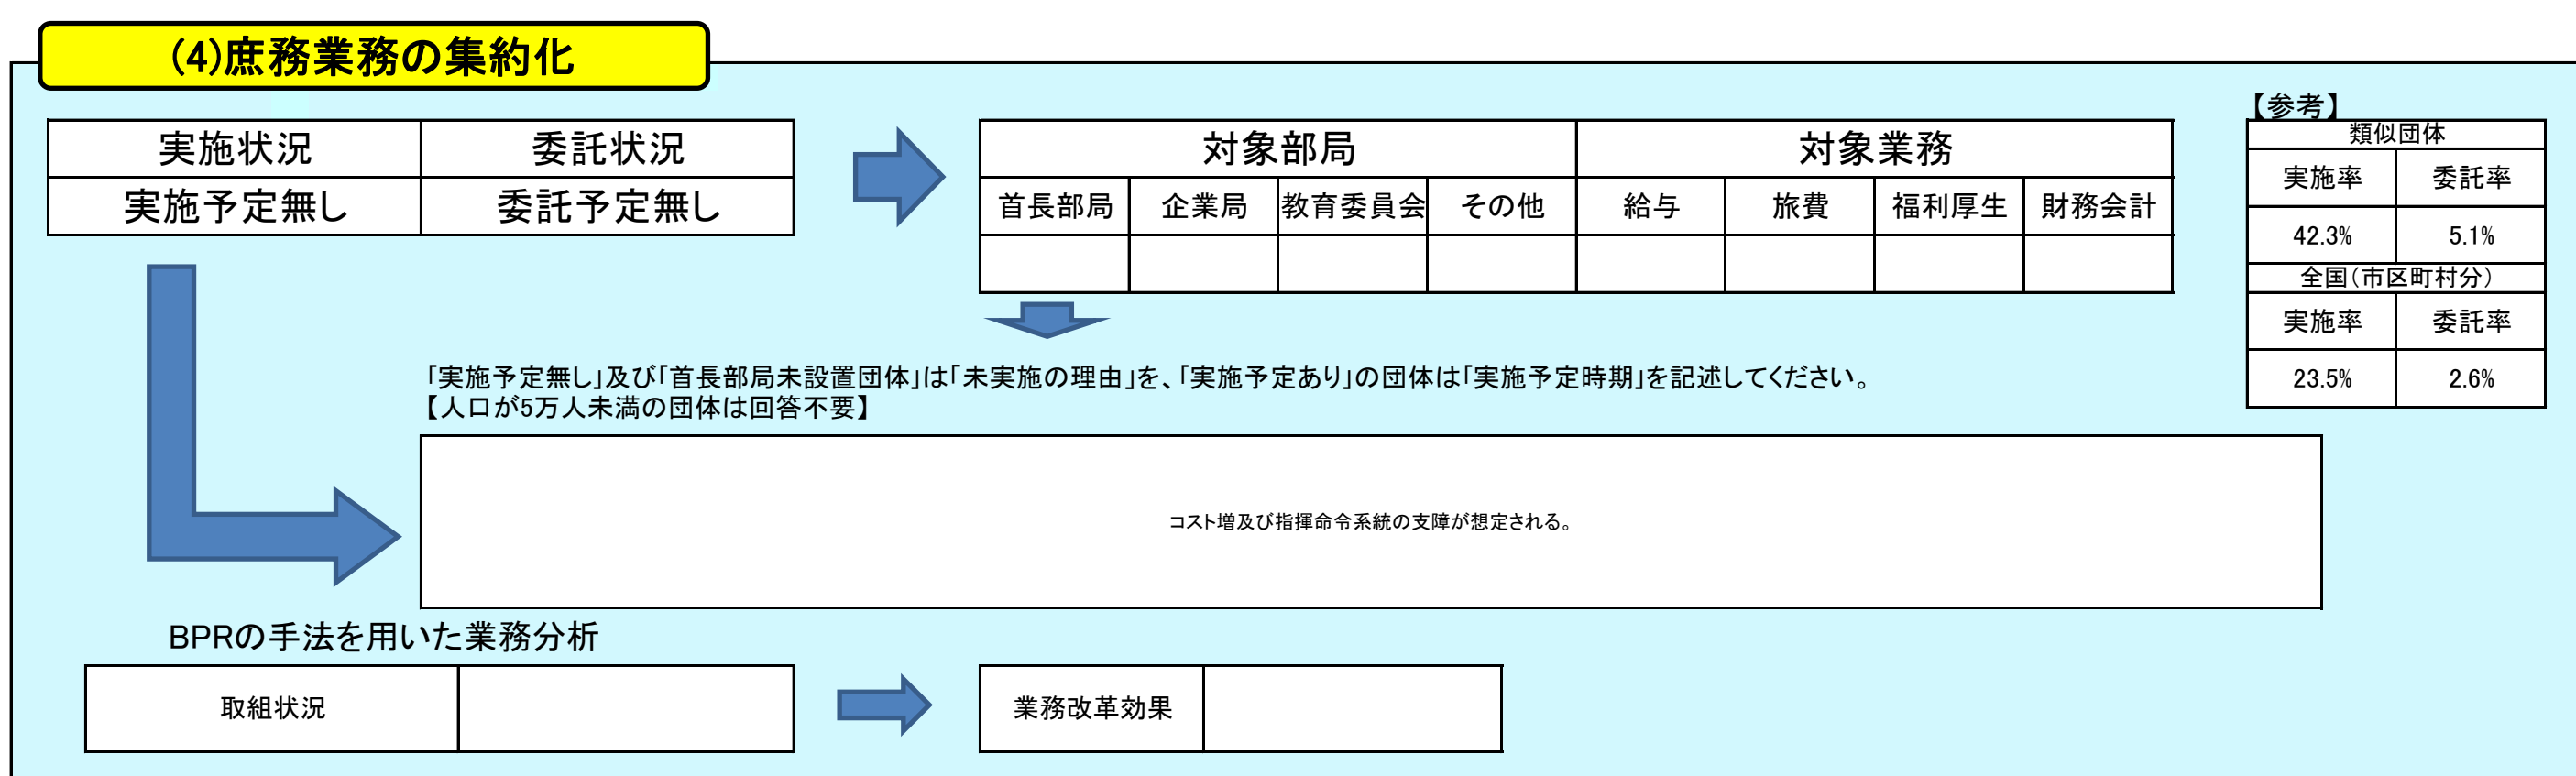 (4)庶務業務の集約化
実施状況 委託状況
実施予定無し 委託予定無し
対象部局 対象業務
首長部局 企業局 教育委員会 その他 給与 旅費 福利厚生 財務会計
【参考】
類似団体
実施率 委託率
42.3% 5.1%
全国(市区町村分)
実施率 委託率
23.5% 2.6%
「実施予定無し」及び「首長部局未設置団体」は「未実施の理由」を、「実施予定あり」の団体は「実施予定時期」を記述してください。
【人口が5万人未満の団体は回答不要】
コスト増及び指揮命令系統の支障が想定される。
BPRの手法を用いた業務分析
取組状況
業務改革効果